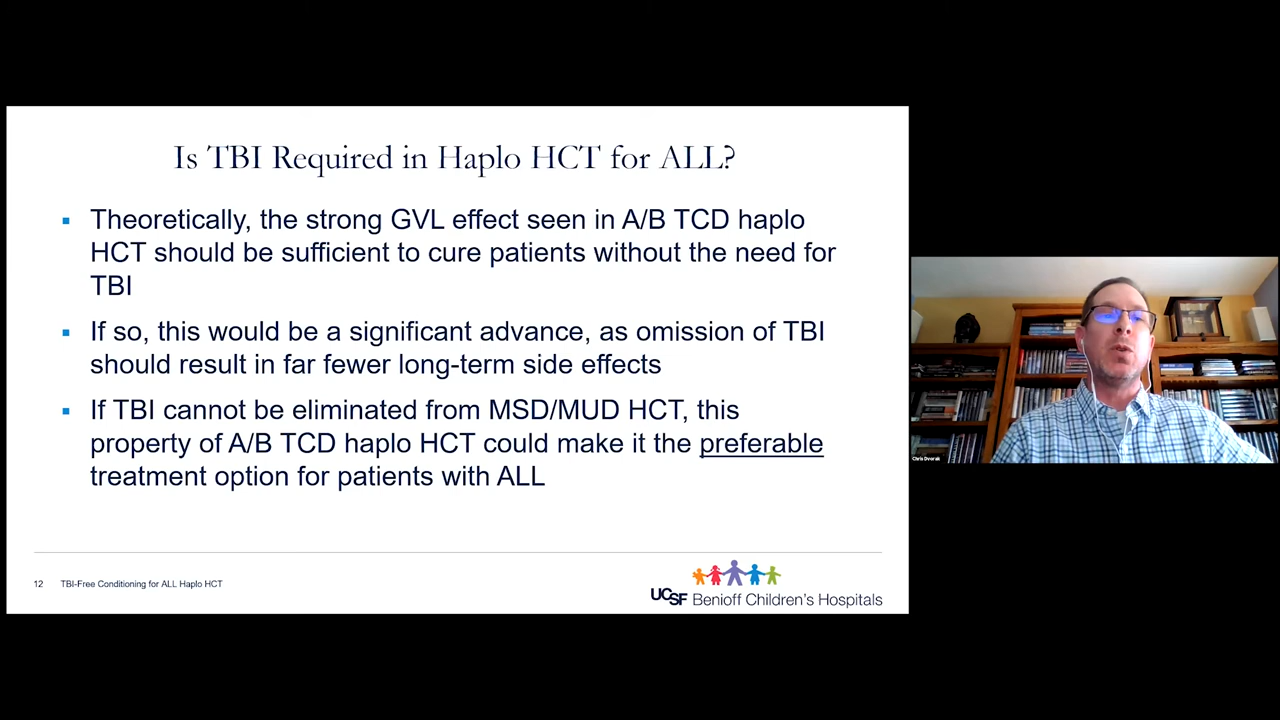 Is TBI Required in Haplo HCT for ALL?
Theoretically, the strong GVL effect seen in A/B TCD haplo
HCT should be sufficient to cure patients without the need for
TBI
If so, this would be a significant advance, as omission of TBI
should result in far fewer long-term side effects
If TBI cannot be eliminated from MSD/MUD HCT, this
property of A/B TCD haplo HCT could make it the preferable
treatment option for patients with ALL
12 TBI-Free Conditioning for ALL Haplo HCT
UCSF Benioff Children's Hospitals
Chris Dvorak